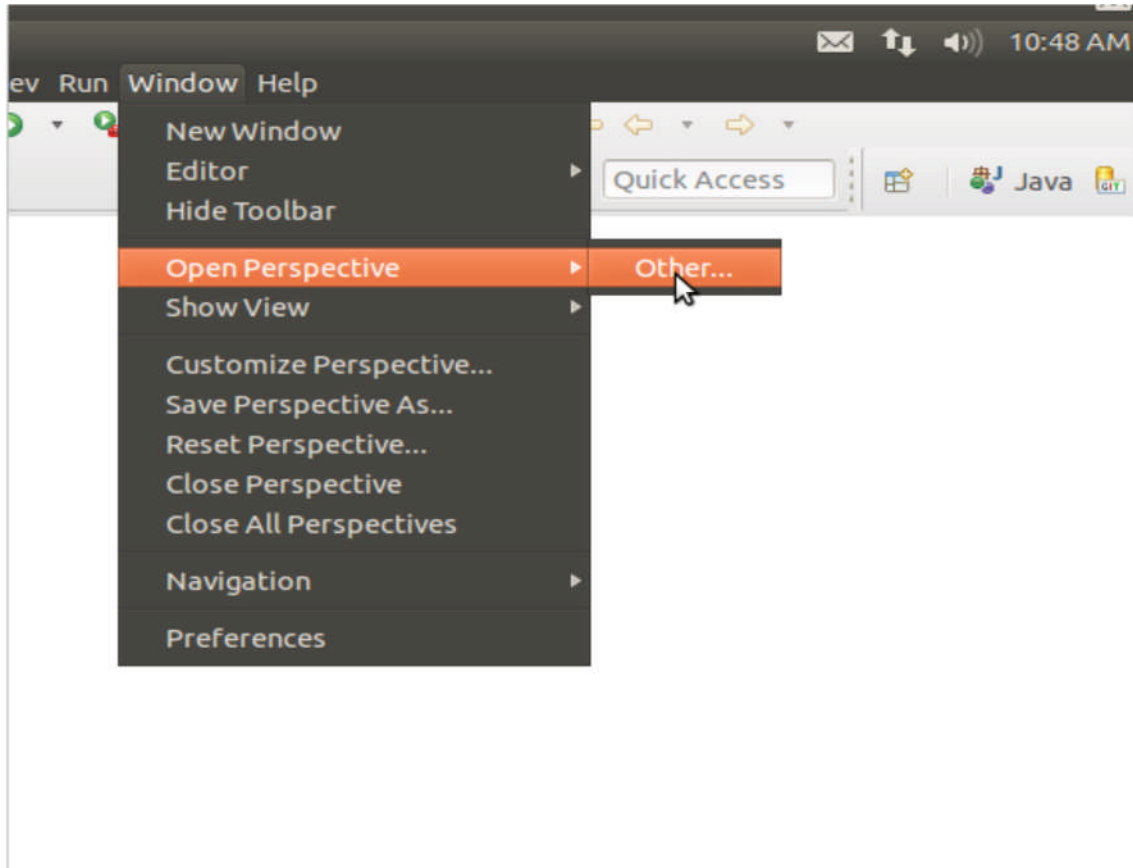 10:48 AM
ev Run Window Help
New Window
Editor
Quick Access
Java
GIT
Hide Toolbar
Open Perspective
Other...
Show View
Customize Perspective...
Save Perspective As...
Reset Perspective...
Close Perspective
Close All Perspectives
Navigation
Preferences